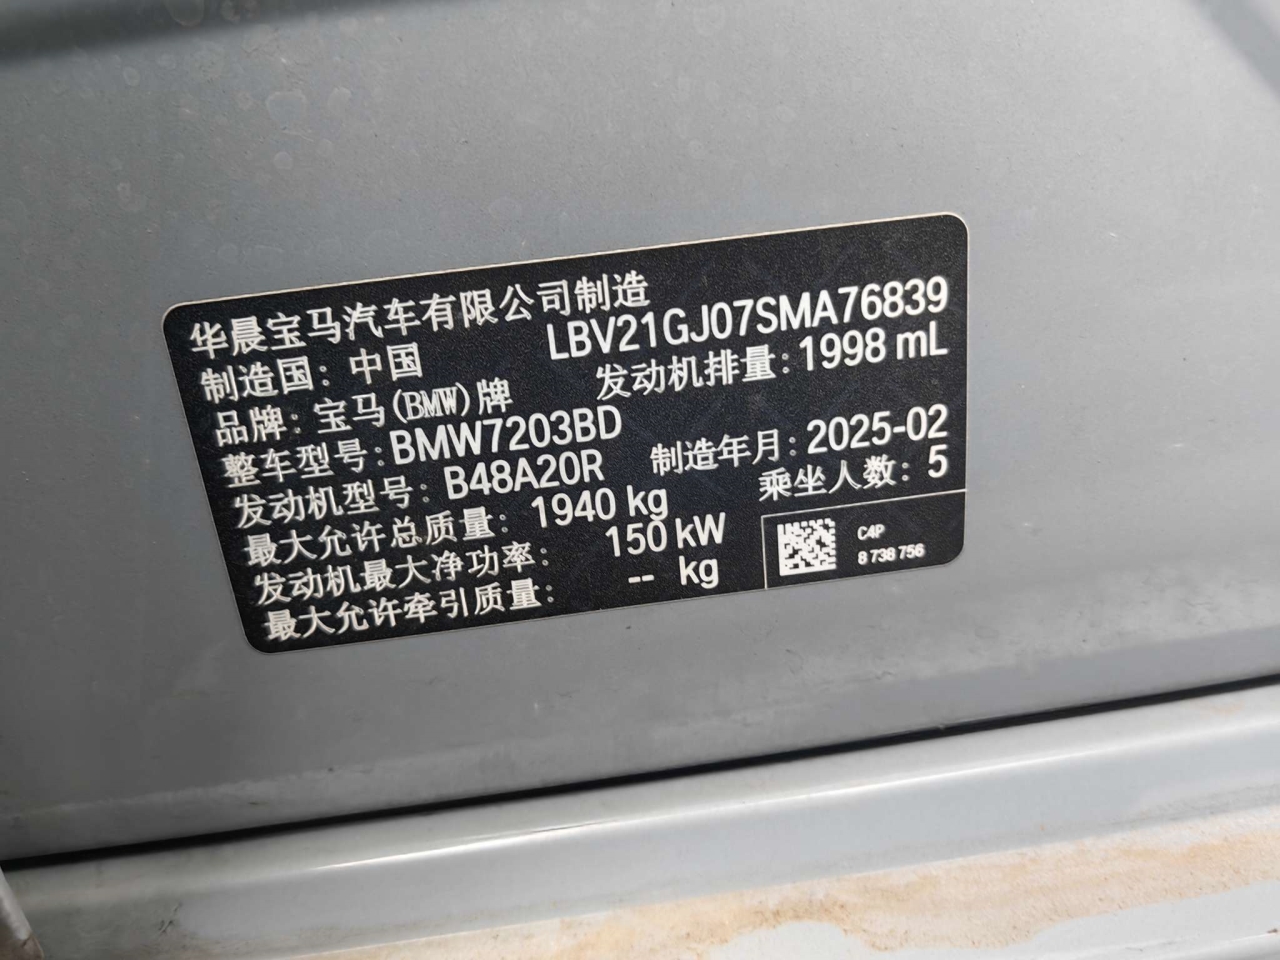 华晨宝马汽车有限公司制造
LBV21GJ07SMA76839
制造国：中国
发动机排量：1998 mL
品牌：宝马(BMW)牌
整车型号：BMW7203BD
制造年月：2025-02
发动机型号：B48A20R
乘坐人数：5
最大允许总质量：1940 kg
发动机最大净功率：150 kW
最大允许牵引质量：-- kg
C4P
8 738 756